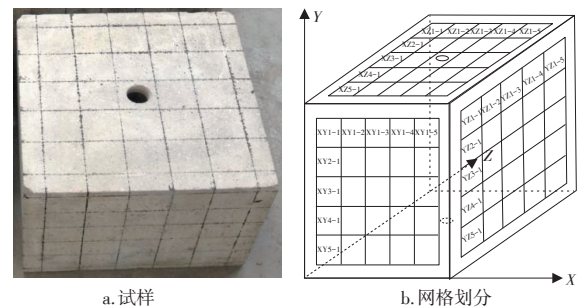 Y
XZ1-1 XZ1-2 XZ1-3 XZ1-4 XZ1-5
XZ2-1
XZ3-1
XZ4-1
XZ5-1
XY1-1 XY1-2 XY1-3 XY1-4 XY1-5
XY2-1
XY3-1
XY4-1
XY5-1
YZ1-1 YZ1-2 YZ1-3 YZ1-4 YZ1-5
YZ2-1
YZ3-1
YZ4-1
YZ5-1
Z
X
a.试样
b.网格划分